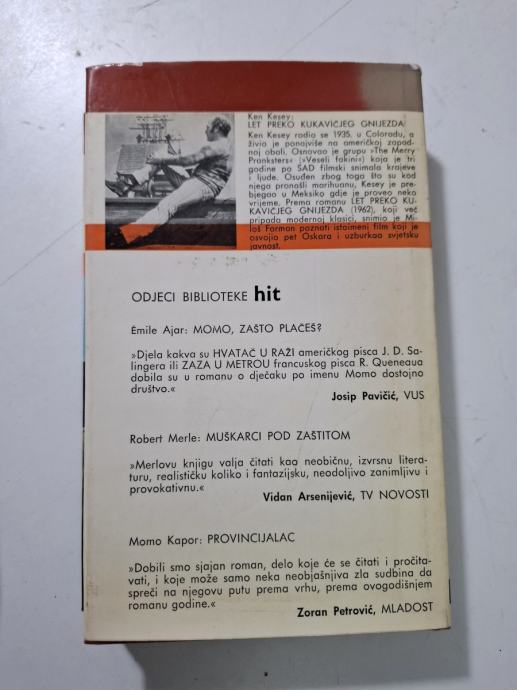 Ken Kesey:
LET PREKO KUKAVIČJEG GNIJEZDA
Ken Kesey rodio se 1935. u Coloradu, a
živio je ponajviše na američkoj zapad-
noj obali. Osnovao je grupu »The Merry
Pranksters« (»Veseli fakini«) koja je tri
godine po SAD filmski snimala krajeve
i ljude. Osuđen zbog toga što su kod
njega pronašli marihuanu, Kesey je pre-
bjegao u Meksiko gdje je proveo neko
vrijeme. Prema romanu LET PREKO KU-
KAVIČJEG GNIJEZDA (1962), koji već
pripada modernoj klasici, snimio je Mi-
loš Forman poznati istoimeni film koji je
osvojio pet Oskara i uzburkao svjetsku
javnost.
ODJECI BIBLIOTEKE hit
Émile Ajar: MOMO, ZAŠTO PLAČEŠ?
»Djela kakva su HVATAČ U RAŽI američkog pisca J. D. Sa-
lingera ili ZAZA U METROU francuskog pisca R. Queneaua
dobila su u romanu o dječaku po imenu Momo dostojno
društvo.«
Josip Pavičić, VUS
Robert Merle: MUŠKARCI POD ZAŠTITOM
»Merlovu knjigu valja čitati kao neobičnu, izvrsnu litera-
turu, realističku koliko i fantazijsku, neodoljivo zanimljivu i
provokativnu.«
Vidan Arsenijević, TV NOVOSTI
Momo Kapor: PROVINCIJALAC
»Dobili smo sjajan roman, delo koje će se čitati i pročita-
vati, i koje može samo neka neobjašnjiva zla sudbina da
spreči na njegovu putu prema vrhu, prema ovogodišnjem
romanu godine.«
Zoran Petrović, MLADOST